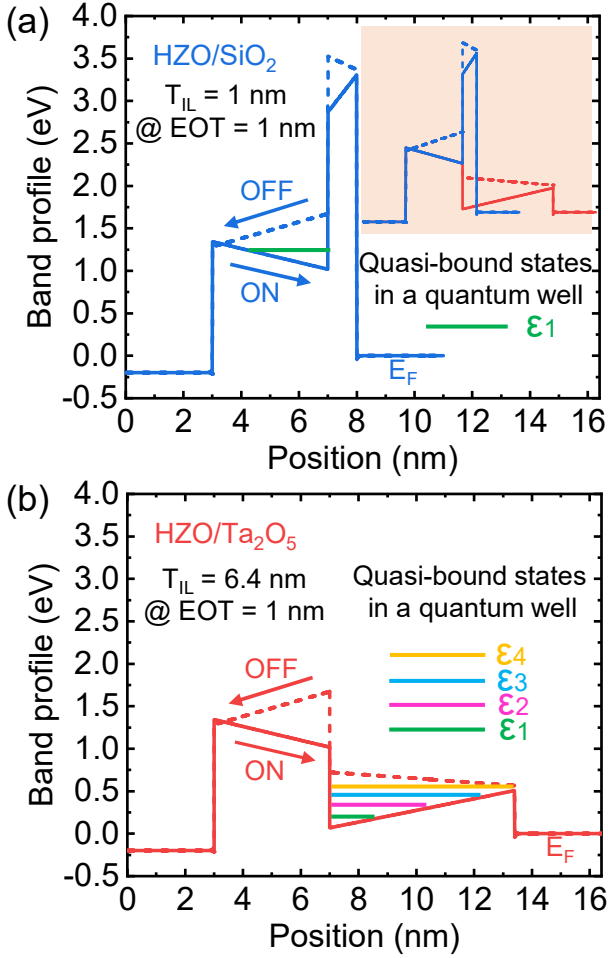 (a)
4.0
3.5
3.0
2.5
2.0
1.5
1.0
0.5
0.0
-0.5
Band profile (eV)
HZO/SiO₂
T_IL = 1 nm
@ EOT = 1 nm
OFF
ON
Quasi-bound states
in a quantum well
ε1
E_F
0 2 4 6 8 10 12 14 16
Position (nm)
(b)
4.0
3.5
3.0
2.5
2.0
1.5
1.0
0.5
0.0
-0.5
Band profile (eV)
HZO/Ta₂O₅
T_IL = 6.4 nm
@ EOT = 1 nm
Quasi-bound states
in a quantum well
OFF
ON
ε4
ε3
ε2
ε1
E_F
0 2 4 6 8 10 12 14 16
Position (nm)